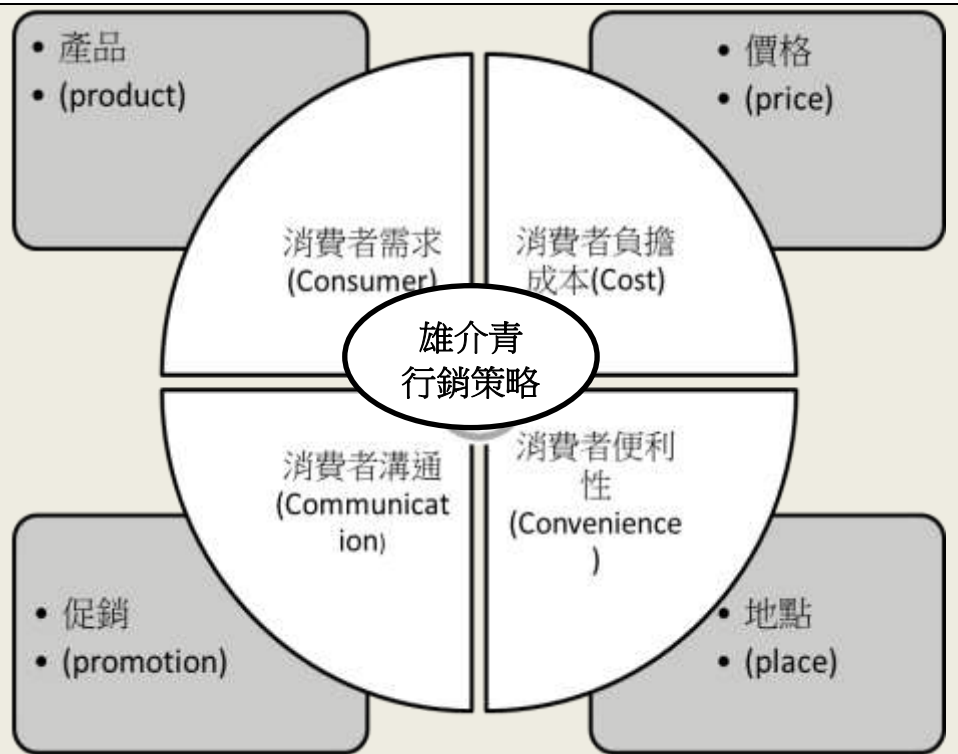 • 產品
• (product)
• 價格
• (price)
消費者需求
(Consumer)
消費者負擔
成本(Cost)
雄介青
行銷策略
消費者溝通
(Communicat
ion)
消費者便利
性
(Convenience
)
• 促銷
• (promotion)
• 地點
• (place)